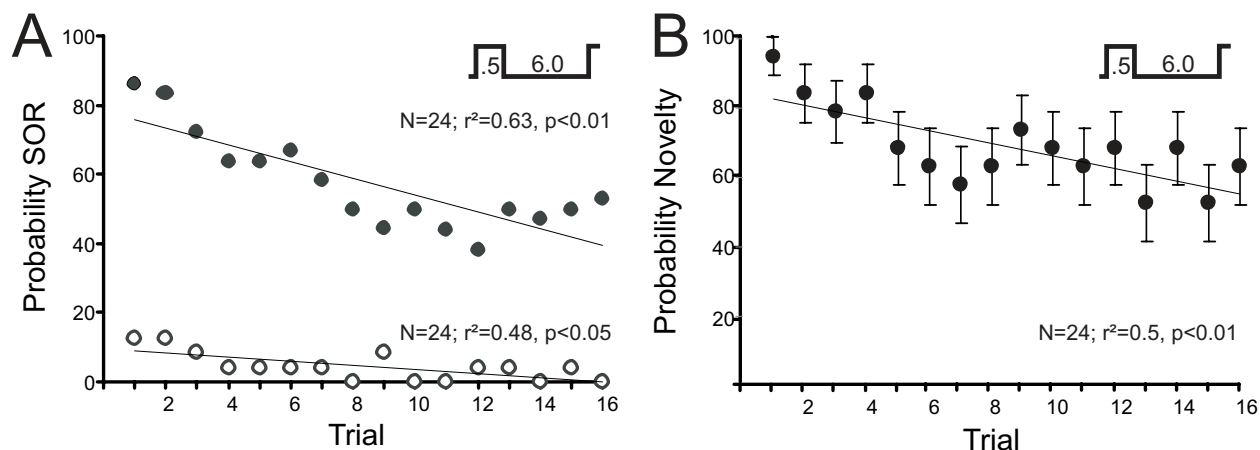 A
B
100
80
60
40
20
0
Probability SOR
.5 6.0
N=24; r²=0.63, p<0.01
N=24; r²=0.48, p<0.05
2 4 6 8 10 12 14 16
Trial
100
80
60
40
20
Probability Novelty
.5 6.0
N=24; r²=0.5, p<0.01
2 4 6 8 10 12 14 16
Trial